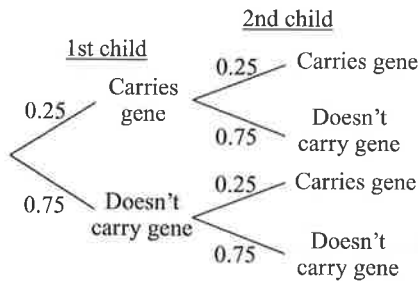 2nd child
1st child
0.25
Carries gene
Carries
gene
0.25
0.75
Doesn't
carry gene
0.25
Carries gene
0.75
Doesn't
carry gene
0.75
Doesn't
carry gene